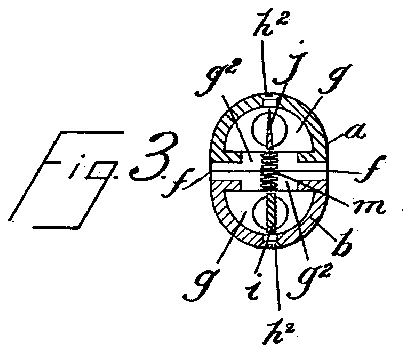 h²
j
g² g
a
Fig. 3.
f f
m
g b
i g²
h²